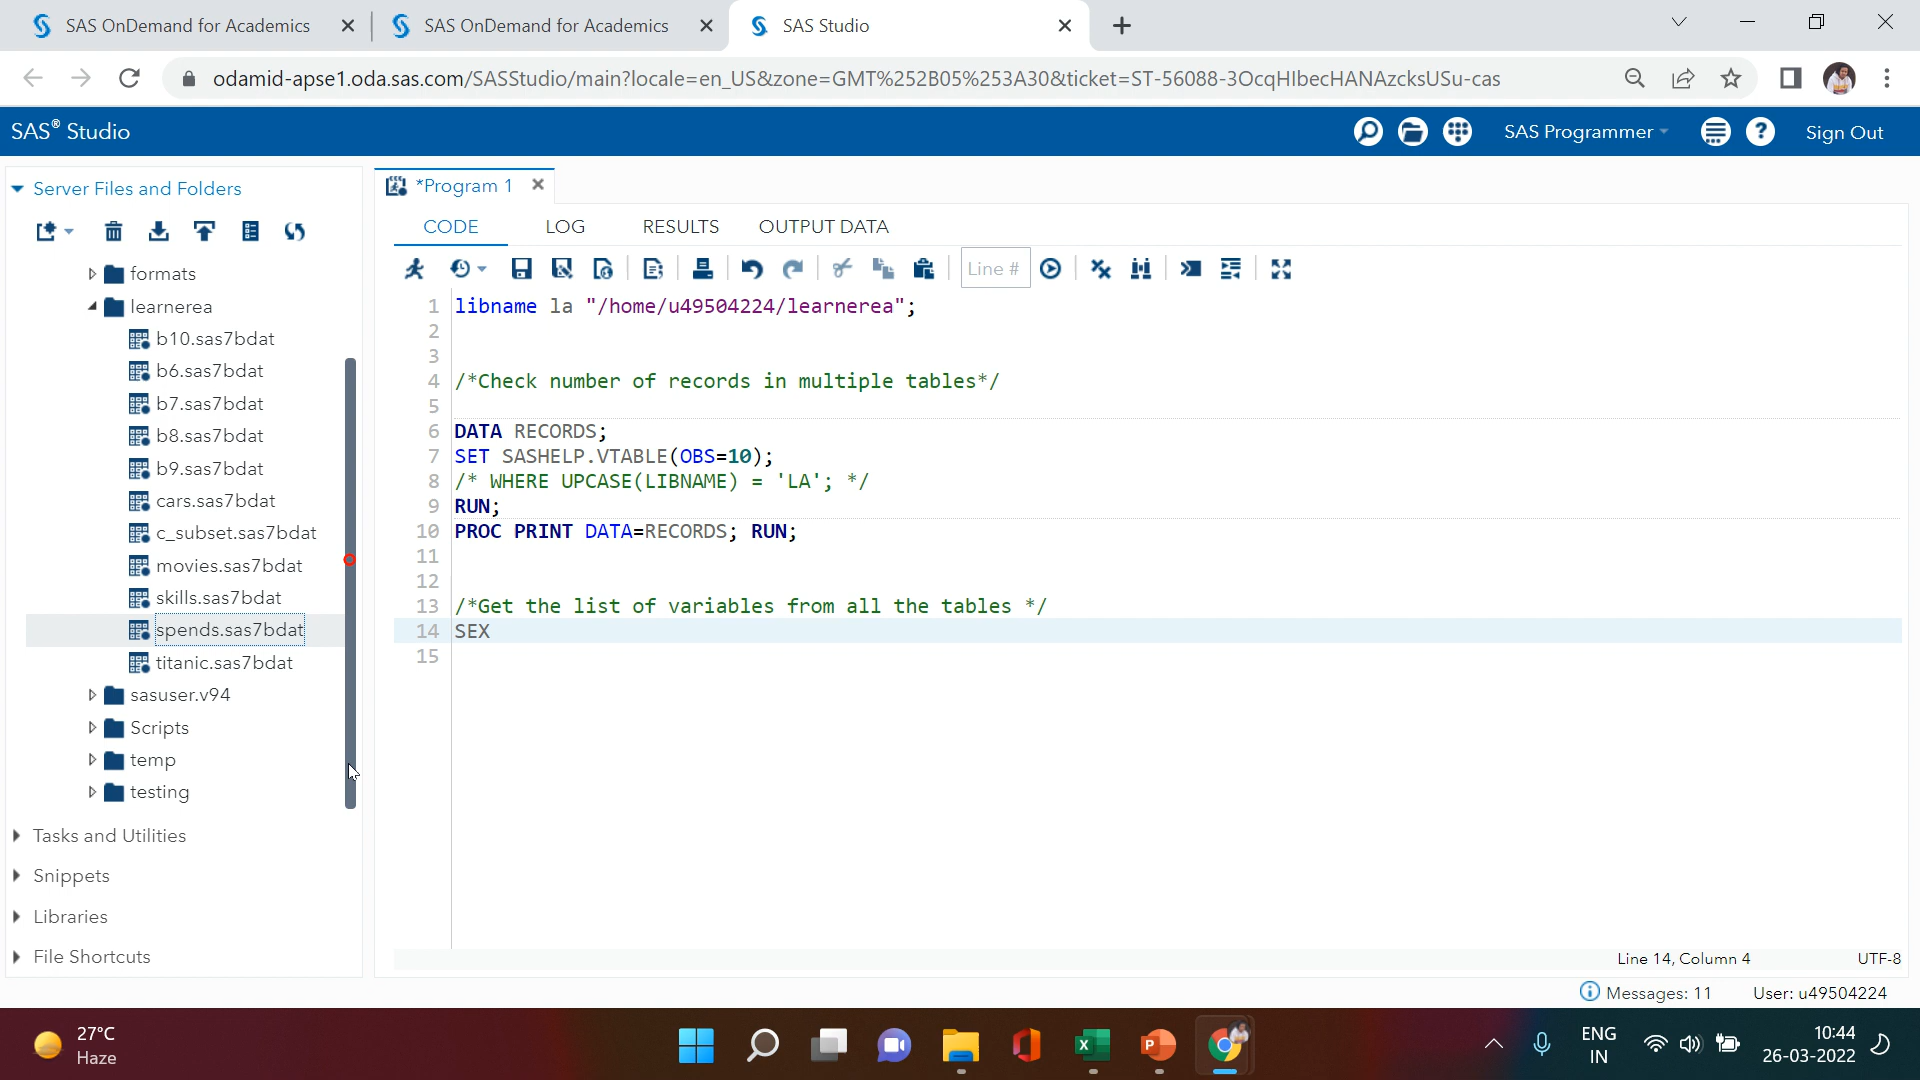 SAS OnDemand for Academics
SAS OnDemand for Academics
SAS Studio
odamid-apse1.oda.sas.com/SASStudio/main?locale=en_US&zone=GMT%252B05%253A30&ticket=ST-56088-3OcqHIbecHANAzcksUSu-cas
SAS® Studio
SAS Programmer
Sign Out
Server Files and Folders
formats
learnerea
b10.sas7bdat
b6.sas7bdat
b7.sas7bdat
b8.sas7bdat
b9.sas7bdat
cars.sas7bdat
c_subset.sas7bdat
movies.sas7bdat
skills.sas7bdat
spends.sas7bdat
titanic.sas7bdat
sasuser.v94
Scripts
temp
testing
Tasks and Utilities
Snippets
Libraries
File Shortcuts
*Program 1
CODE LOG RESULTS OUTPUT DATA
Line #
1 libname la "/home/u49504224/learnerea";
2
3
4 /*Check number of records in multiple tables*/
5
6 DATA RECORDS;
7 SET SASHELP.VTABLE(OBS=10);
8 /* WHERE UPCASE(LIBNAME) = 'LA'; */
9 RUN;
10 PROC PRINT DATA=RECORDS; RUN;
11
12
13 /*Get the list of variables from all the tables */
14 SEX
15
Line 14, Column 4
UTF-8
Messages: 11
User: u49504224
27°C
Haze
ENG
IN
10:44
26-03-2022